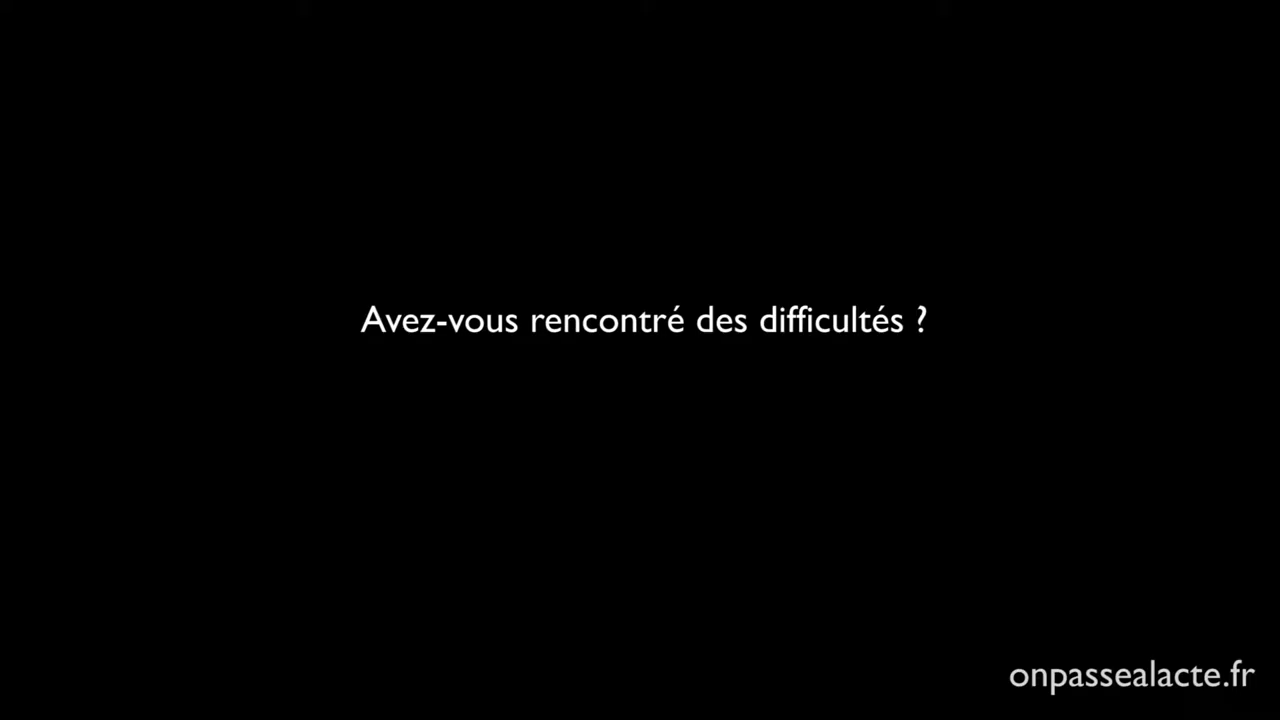 Avez-vous rencontré des difficultés ?
onpassealacte.fr